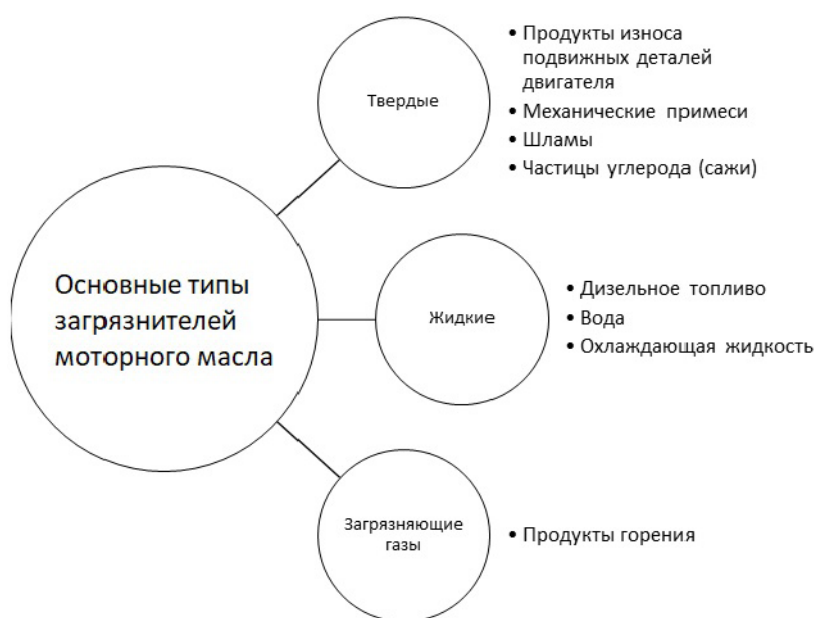 Основные типы
загрязнителей
моторного масла
Твердые
• Продукты износа
подвижных деталей
двигателя
• Механические примеси
• Шламы
• Частицы углерода (сажи)
Жидкие
• Дизельное топливо
• Вода
• Охлаждающая жидкость
Загрязняющие
газы
• Продукты горения